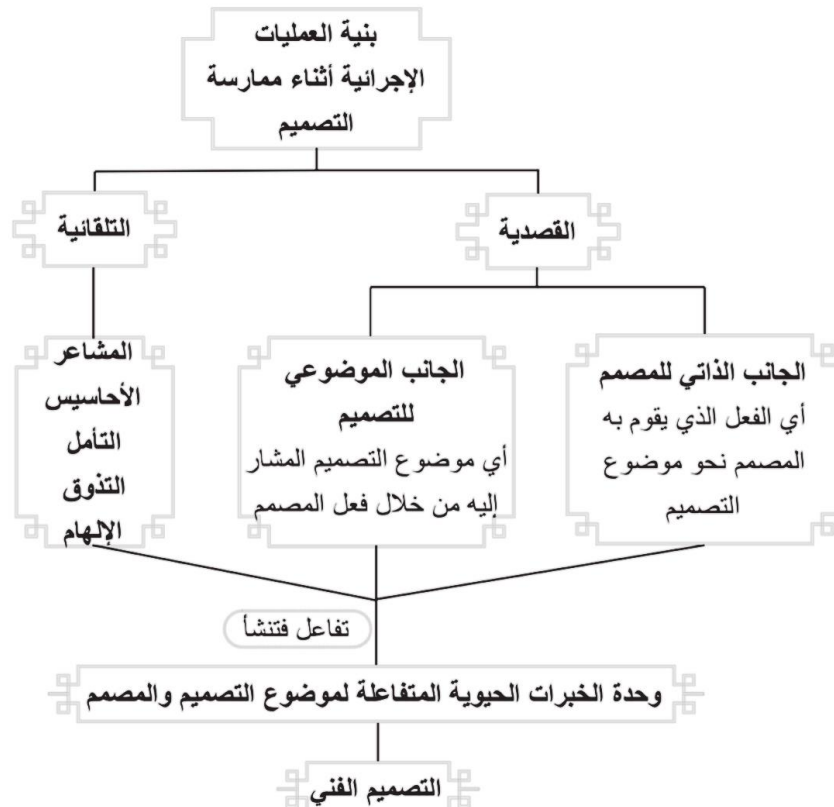 بنية العمليات
الإجرائية أثناء ممارسة
التصميم
القصدية
التلقائية
الجانب الذاتي للمصمم
أي الفعل الذي يقوم به
المصمم نحو موضوع
التصميم
الجانب الموضوعي
للتصميم
أي موضوع التصميم المشار
إليه من خلال فعل المصمم
المشاعر
الأحاسيس
التأمل
التذوق
الإلهام
تفاعل فتنشأ
وحدة الخبرات الحيوية المتفاعلة لموضوع التصميم والمصمم
التصميم الفني